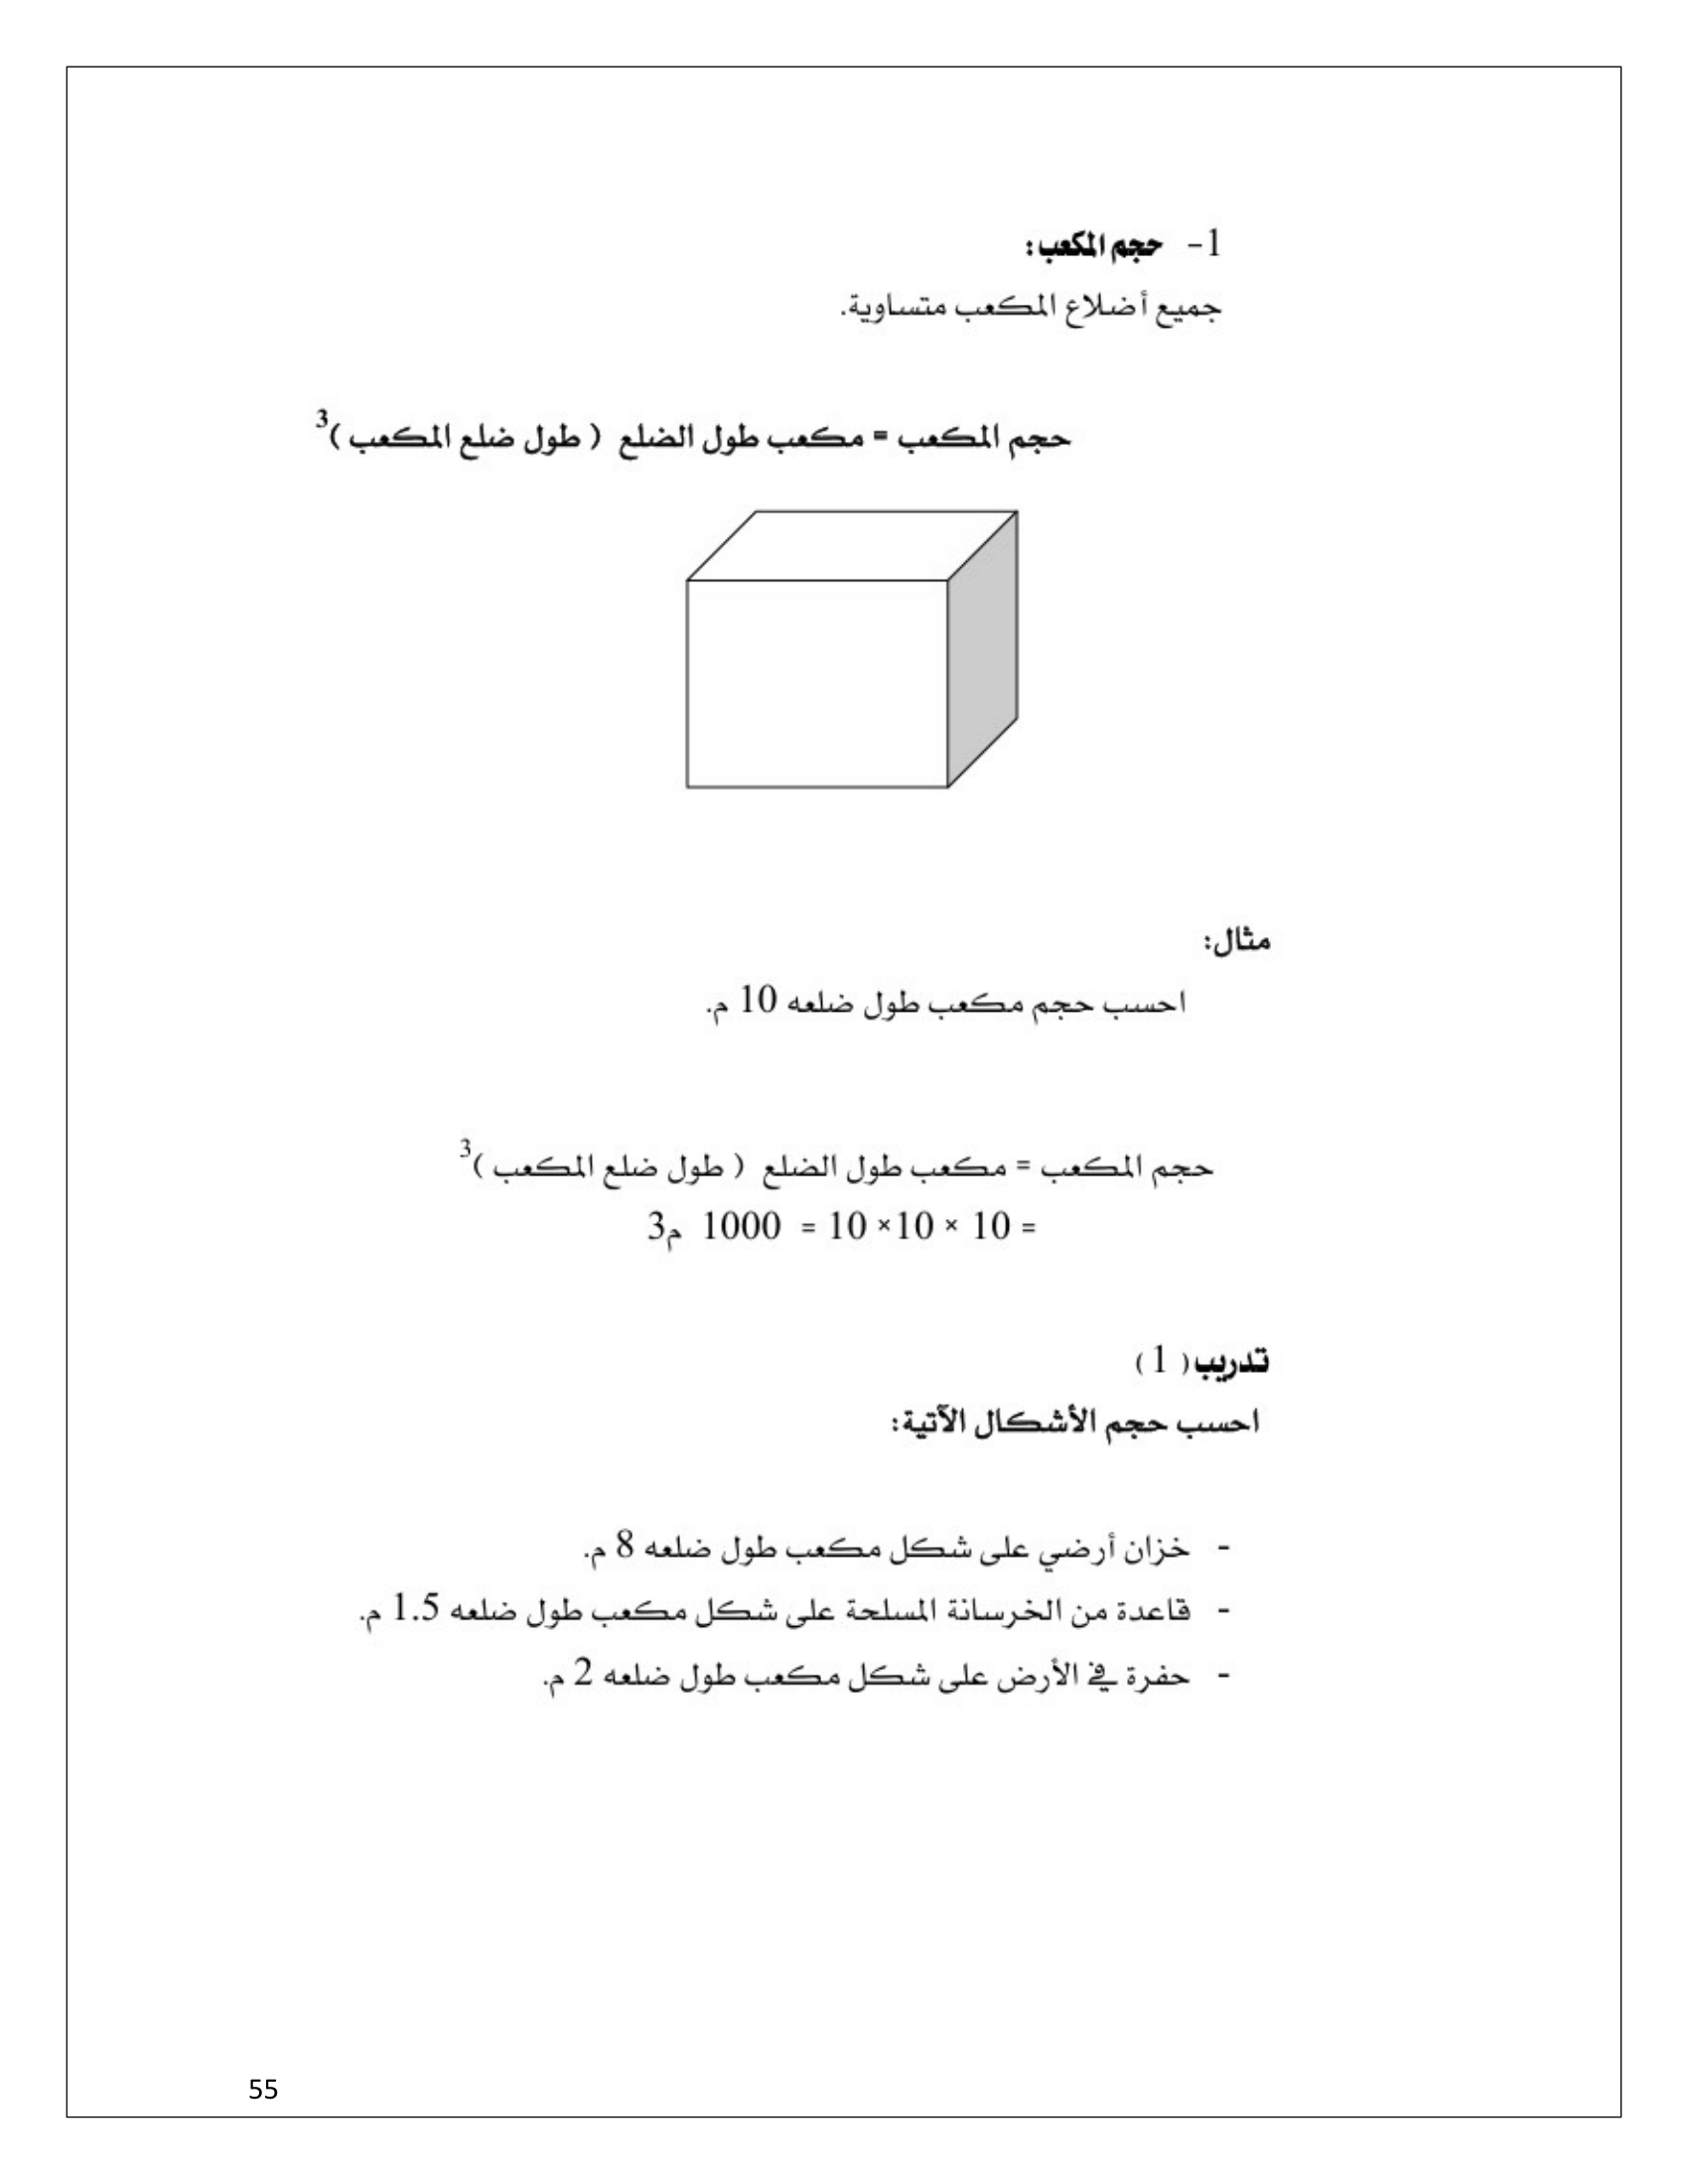 1- حجم المكعب:
جميع أضلاع المكعب متساوية.
حجم المكعب = مكعب طول الضلع ( طول ضلع المكعب )³
مثال:
احسب حجم مكعب طول ضلعه 10 م.
حجم المكعب = مكعب طول الضلع ( طول ضلع المكعب )³
= 10 × 10× 10 = 1000 م3
تدريب( 1 )
احسب حجم الأشكال الآتية:
- خزان أرضي على شكل مكعب طول ضلعه 8 م.
- قاعدة من الخرسانة المسلحة على شكل مكعب طول ضلعه 1.5 م.
- حفرة في الأرض على شكل مكعب طول ضلعه 2 م.
55